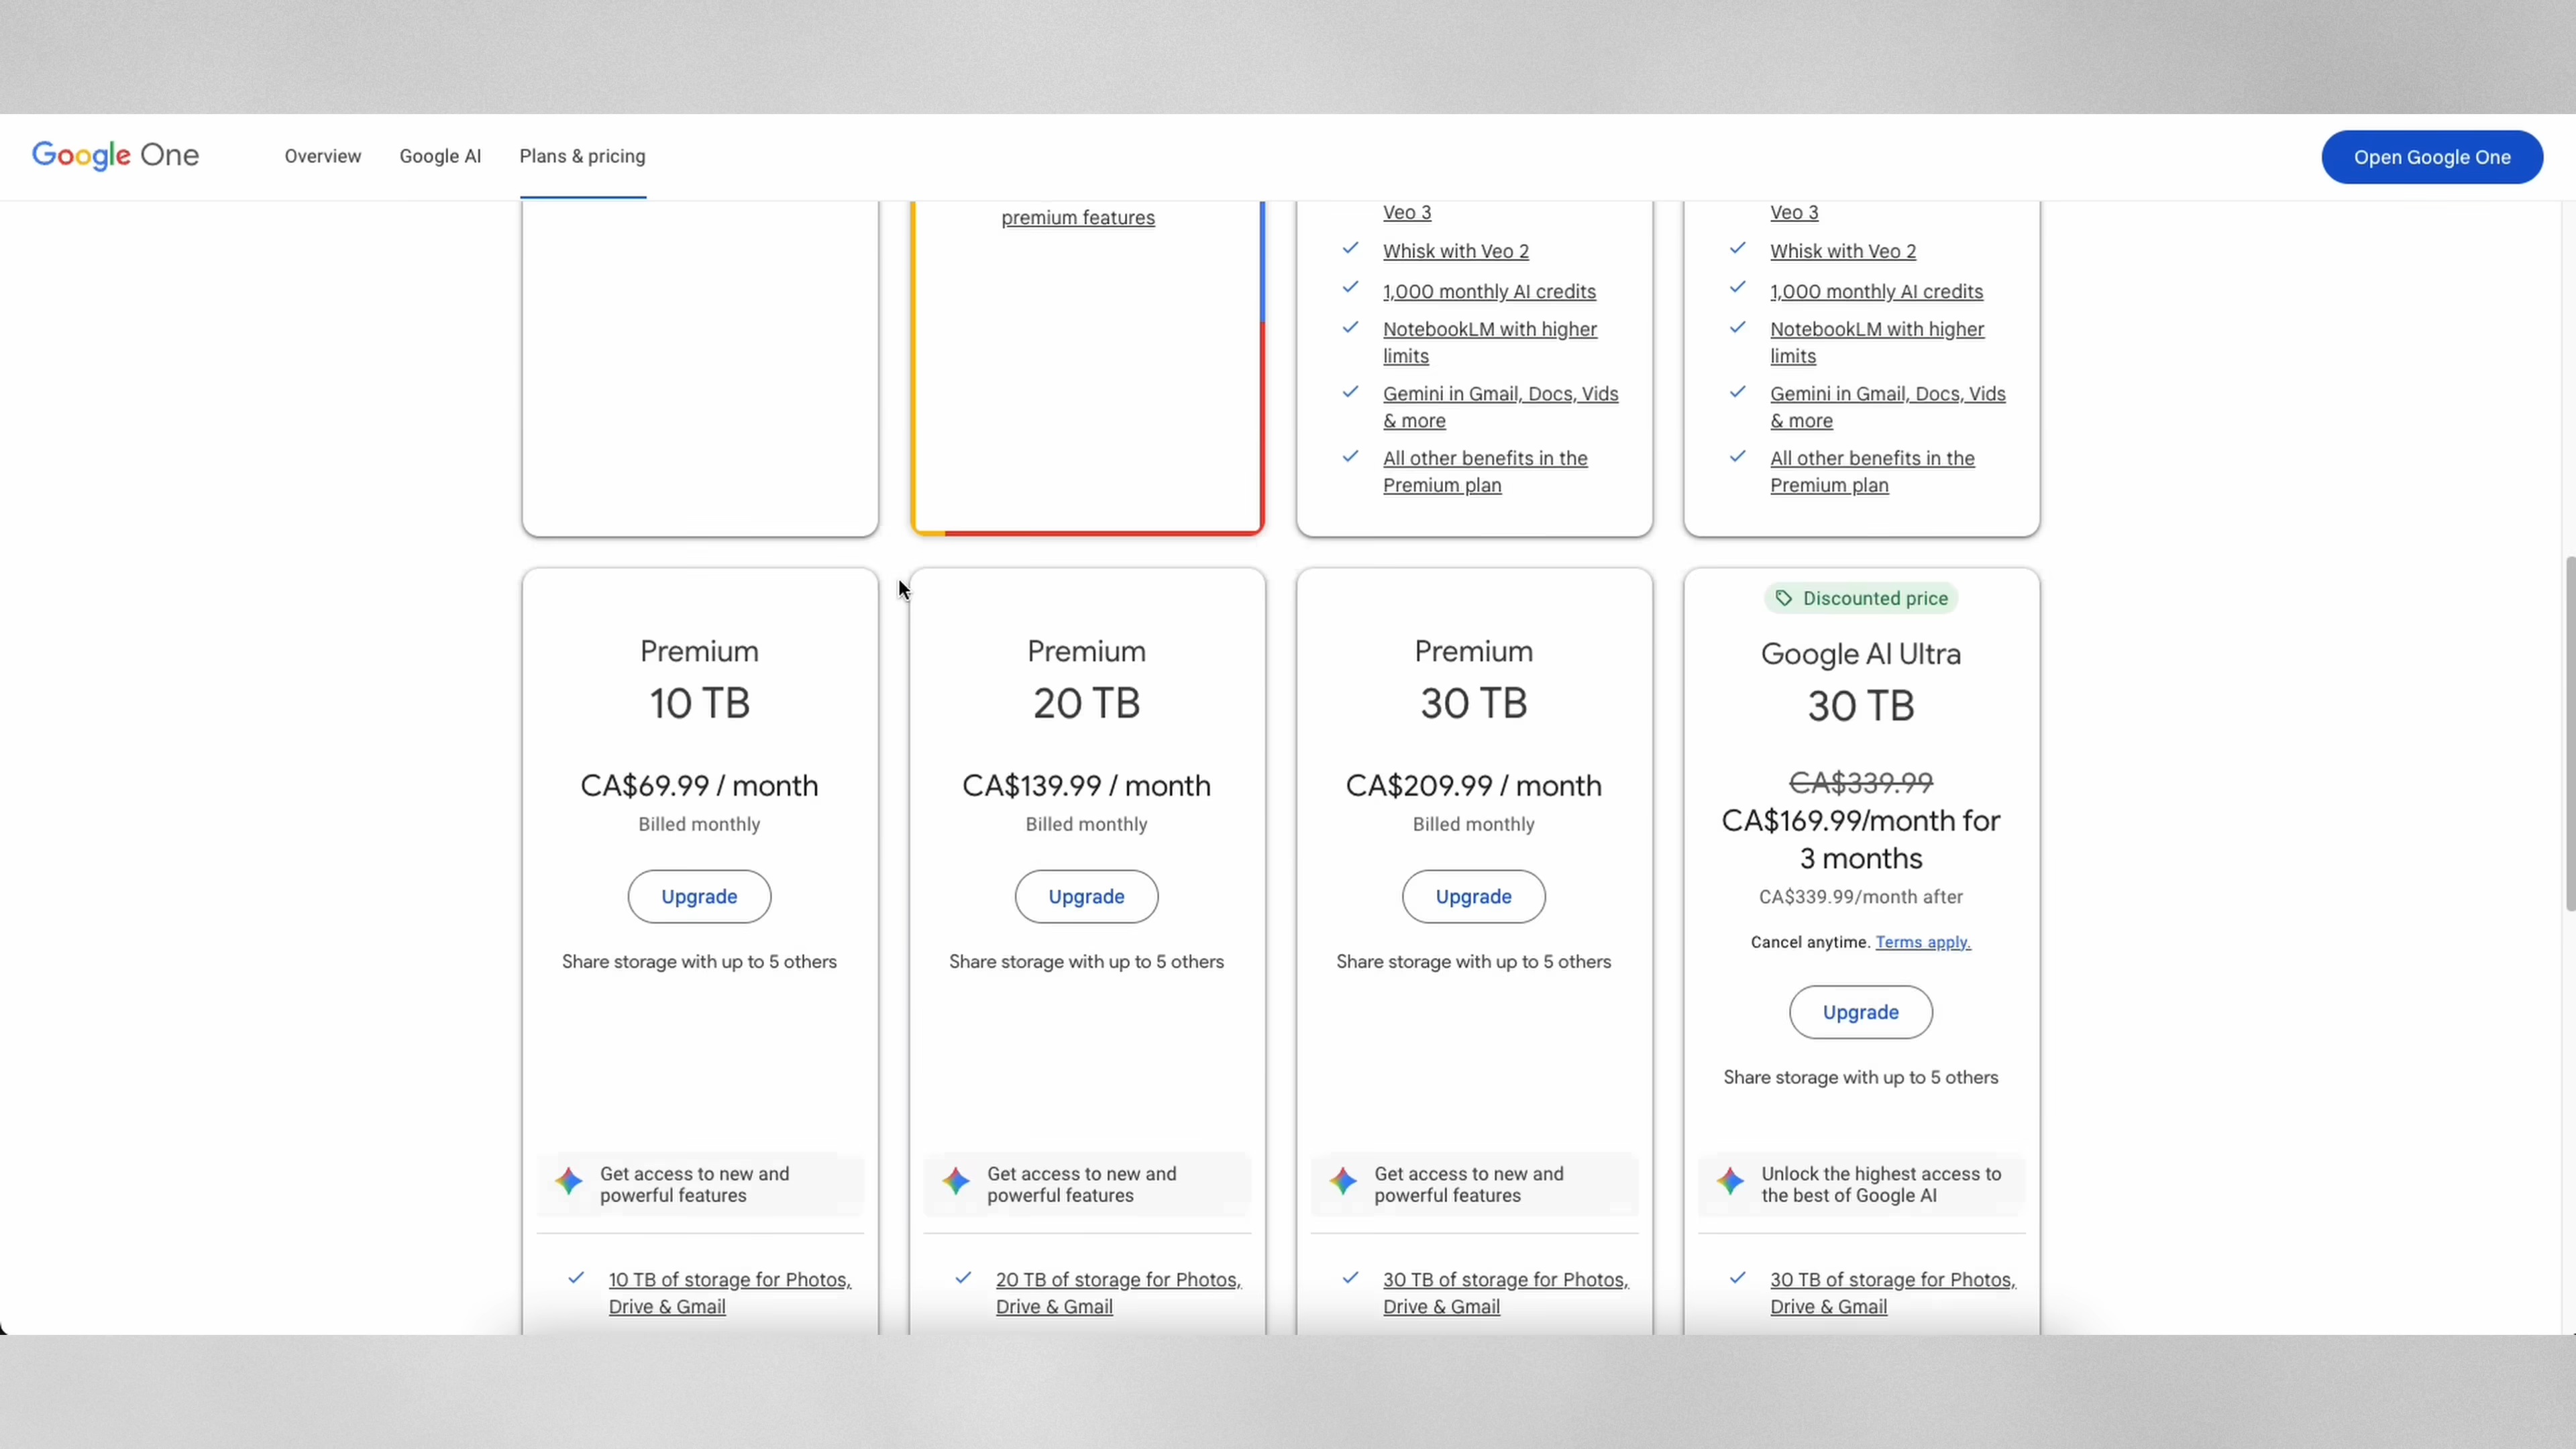 Google One
Overview
Google AI
Plans & pricing
Open Google One
premium features
Veo 3
Whisk with Veo 2
1,000 monthly AI credits
NotebookLM with higher
limits
Gemini in Gmail, Docs, Vids
& more
All other benefits in the
Premium plan
Veo 3
Whisk with Veo 2
1,000 monthly AI credits
NotebookLM with higher
limits
Gemini in Gmail, Docs, Vids
& more
All other benefits in the
Premium plan
Premium
10 TB
CA$69.99 / month
Billed monthly
Upgrade
Share storage with up to 5 others
Get access to new and
powerful features
10 TB of storage for Photos,
Drive & Gmail
Premium
20 TB
CA$139.99 / month
Billed monthly
Upgrade
Share storage with up to 5 others
Get access to new and
powerful features
20 TB of storage for Photos,
Drive & Gmail
Premium
30 TB
CA$209.99 / month
Billed monthly
Upgrade
Share storage with up to 5 others
Get access to new and
powerful features
30 TB of storage for Photos,
Drive & Gmail
Discounted price
Google AI Ultra
30 TB
CA$339.99
CA$169.99/month for
3 months
CA$339.99/month after
Cancel anytime. Terms apply.
Upgrade
Share storage with up to 5 others
Unlock the highest access to
the best of Google AI
30 TB of storage for Photos,
Drive & Gmail